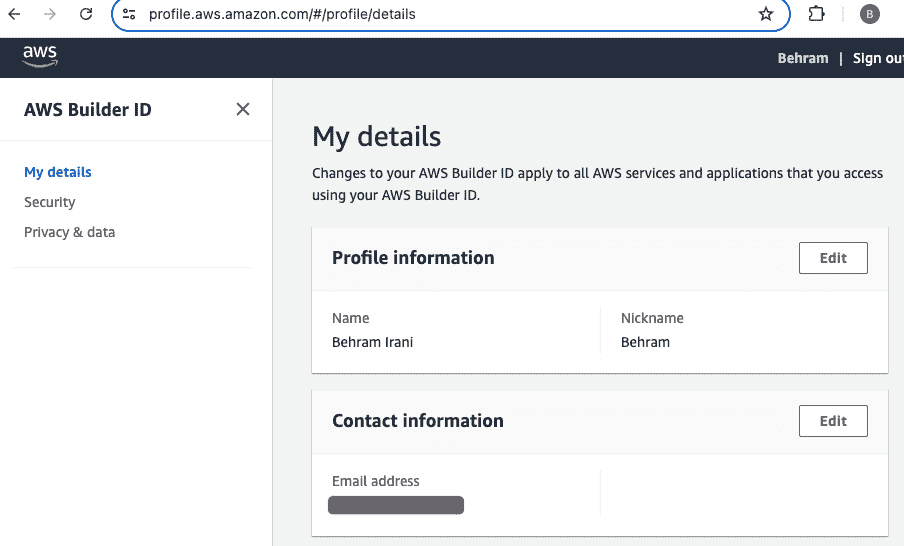 profile.aws.amazon.com/#/profile/details
B
aws
Behram | Sign out
AWS Builder ID
My details
Security
Privacy & data
My details
Changes to your AWS Builder ID apply to all AWS services and applications that you access
using your AWS Builder ID.
Profile information
Edit
Name
Nickname
Behram Irani
Behram
Contact information
Edit
Email address